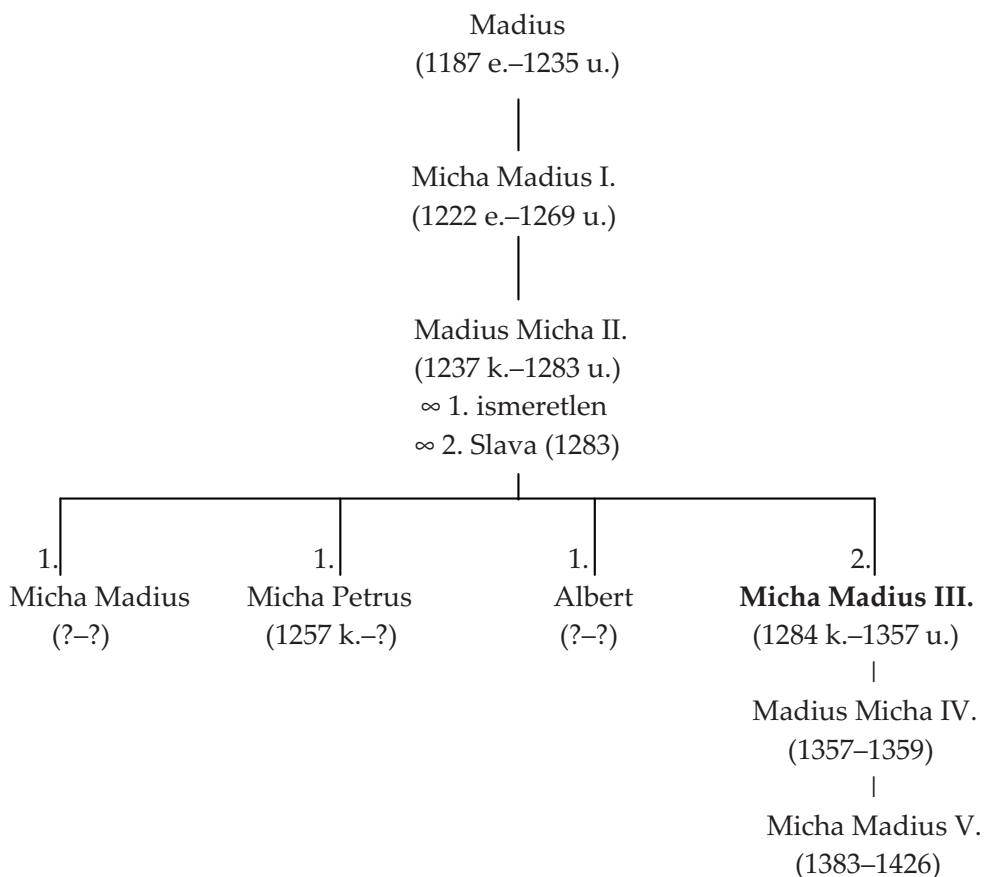 Madius
(1187 e.–1235 u.)
Micha Madius I.
(1222 e.–1269 u.)
Madius Micha II.
(1237 k.–1283 u.)
∞ 1. ismeretlen
∞ 2. Slava (1283)
1. 1. 1. 2.
Micha Madius Micha Petrus Albert Micha Madius III.
(?–?) (1257 k.–?) (?–?) (1284 k.–1357 u.)
Madius Micha IV.
(1357–1359)
Micha Madius V.
(1383–1426)